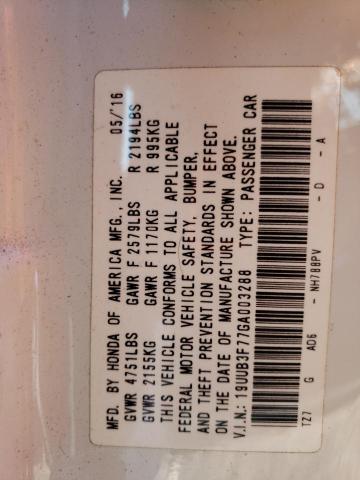 MFD. BY HONDA OF AMERICA MFG., INC. 05/'16
GVWR 4751LBS GAWR F 2579LBS R 2194LBS
GVWR 2155KG GAWR F 1170KG R 995KG
THIS VEHICLE CONFORMS TO ALL APPLICABLE
FEDERAL MOTOR VEHICLE SAFETY, BUMPER,
AND THEFT PREVENTION STANDARDS IN EFFECT
ON THE DATE OF MANUFACTURE SHOWN ABOVE.
V.I.N.: 19UUB3F77GA003288 TYPE: PASSENGER CAR
TZ7 G AD6 - NH788PV - D - A